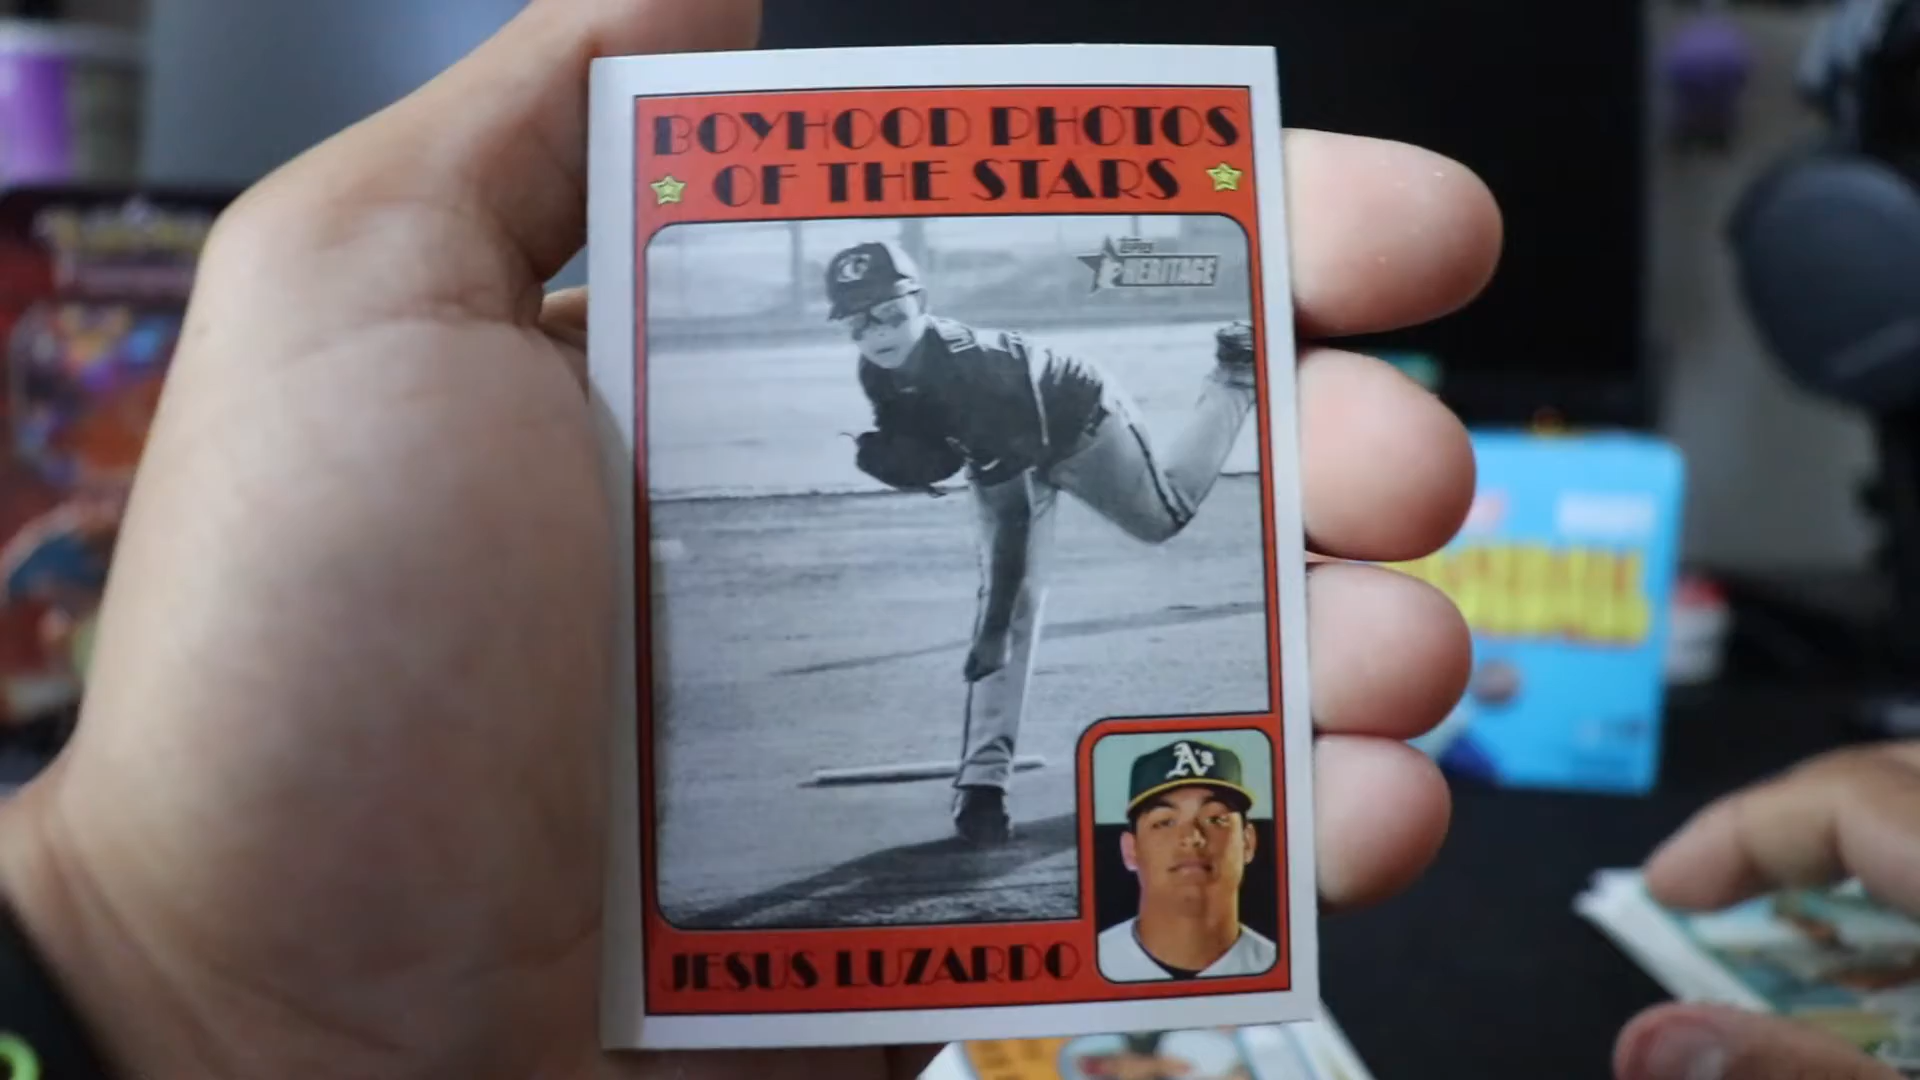 BOYHOOD PHOTOS
OF THE STARS
TOPPS
HERITAGE
A's
JESUS LUZARDO